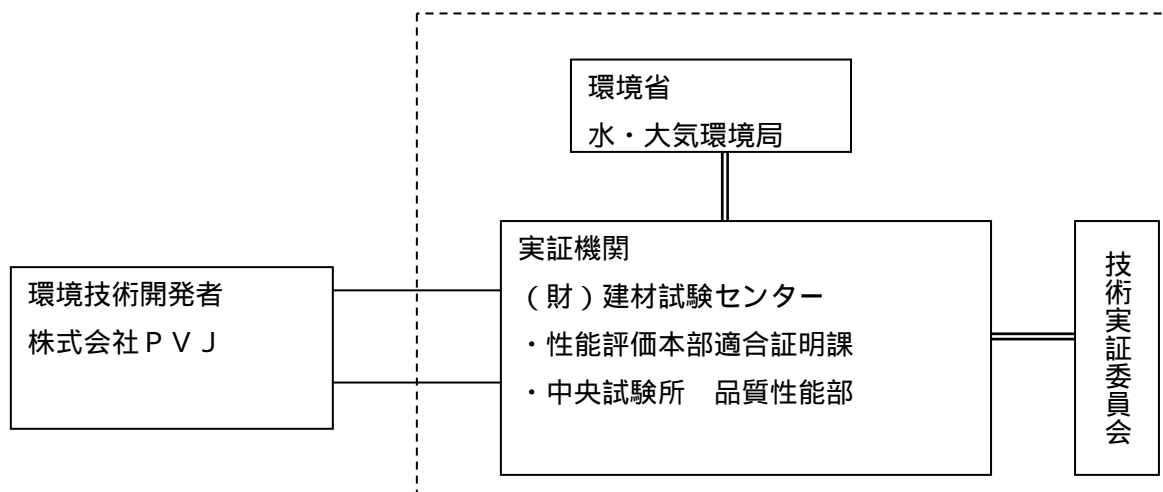 環境省
水・大気環境局
環境技術開発者
株式会社ＰＶＪ
実証機関
（財）建材試験センター
・性能評価本部適合証明課
・中央試験所　品質性能部
技術実証委員会